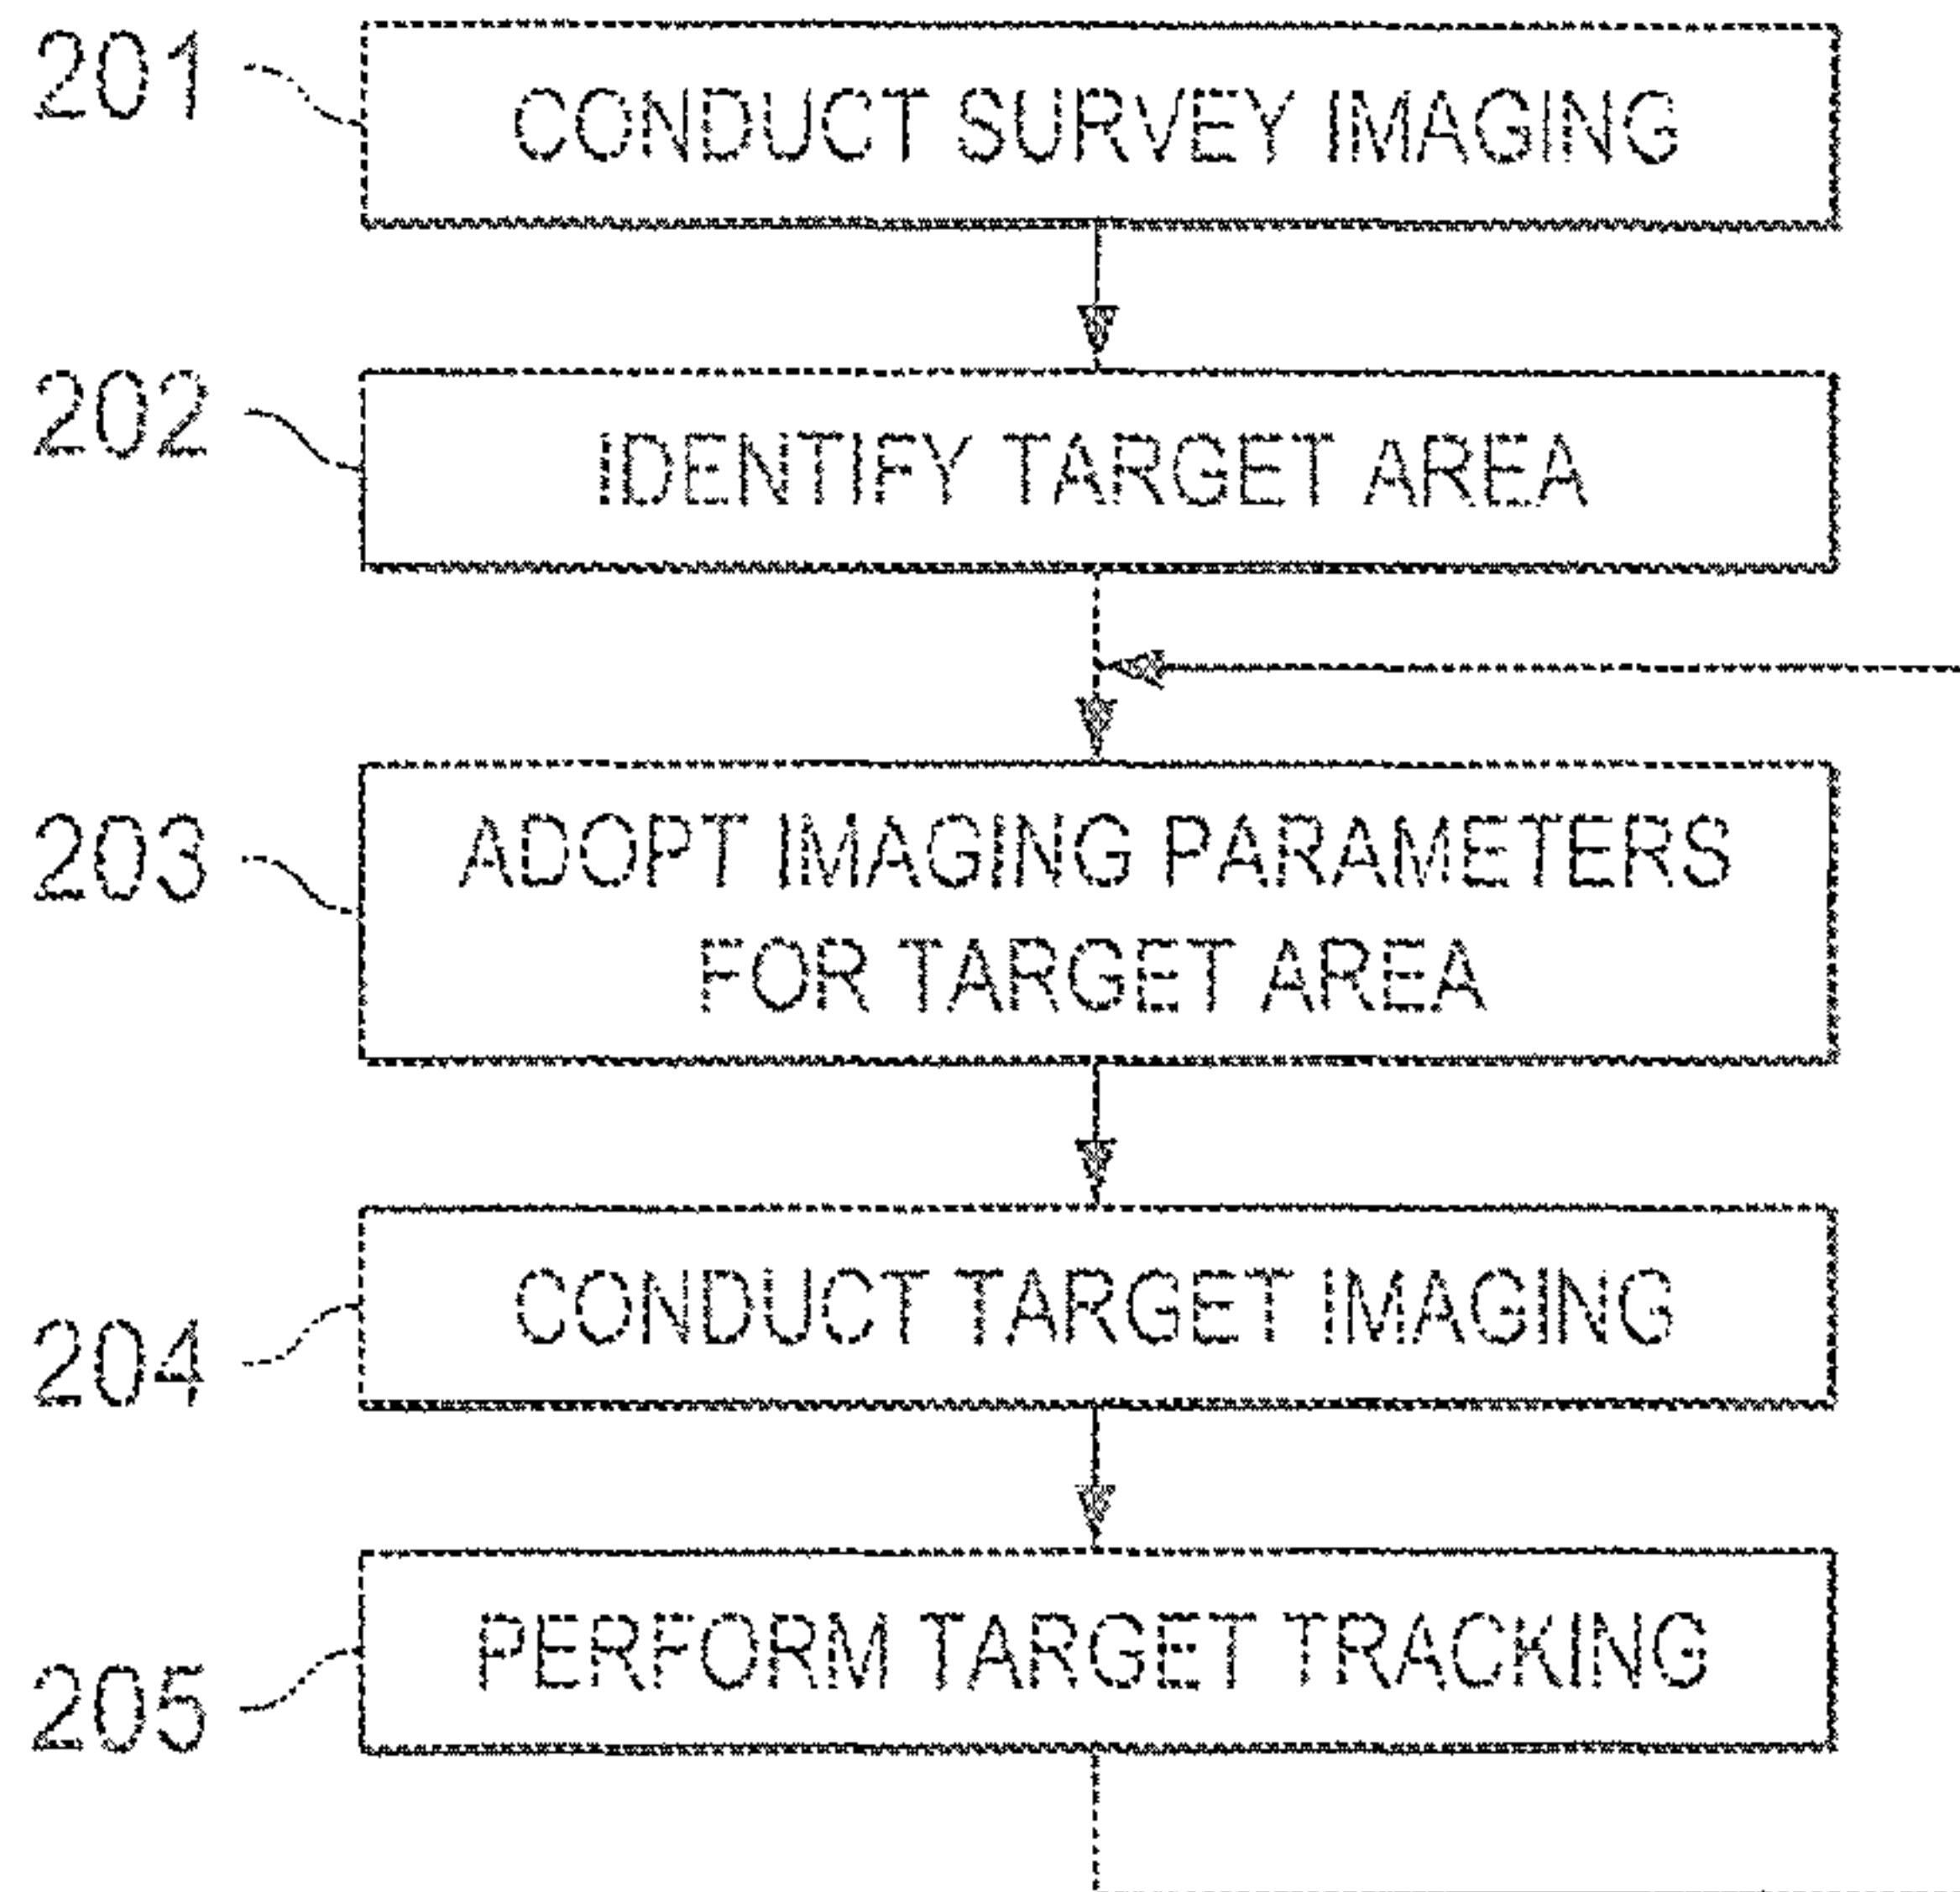 201
CONDUCT SURVEY IMAGING
202
IDENTIFY TARGET AREA
203
ADOPT IMAGING PARAMETERS
FOR TARGET AREA
204
CONDUCT TARGET IMAGING
205
PERFORM TARGET TRACKING